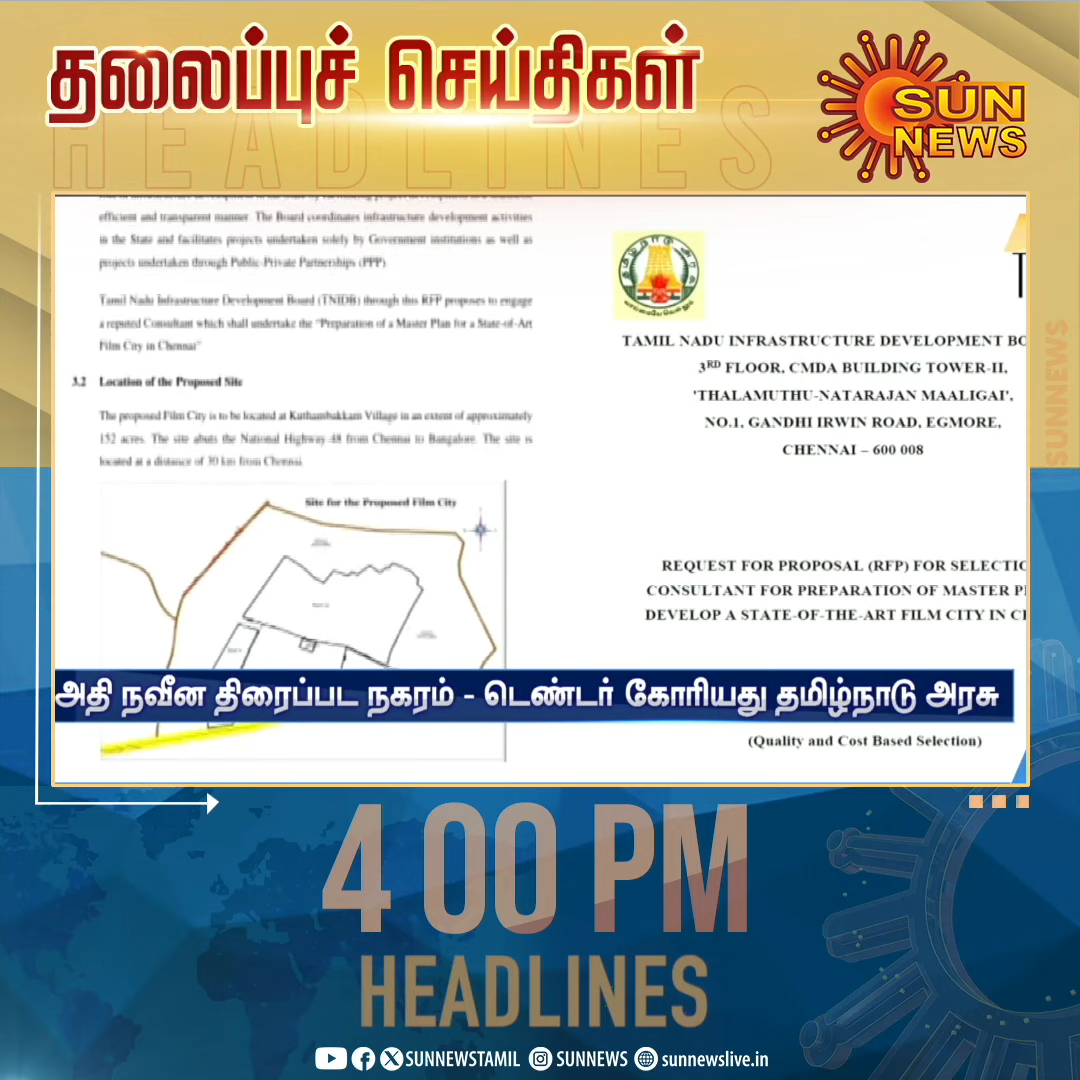 தலைப்புச் செய்திகள்
HEADLINES
SUN
NEWS
efficient and transparent manner. The Board coordinates infrastructure development activities
in the State and facilitates projects undertaken solely by Government institutions as well as
projects undertaken through Public-Private Partnerships (PPP)
Tamil Nadu Infrastructure Development Board (TNIDB) through this RFP proposes to engage
a reputed Consultant which shall undertake the "Preparation of a Master Plan for a State-of-Art
Film City in Chennai"
3.2 Location of the Proposed Site
The proposed Film City is to be located at Kuthambakkam Village in an extent of approximately
152 acres. The site abuts the National Highway 48 from Chennai to Bangalore. The site is
located at a distance of 30 km from Chennai
Site for the Proposed Film City
T
TAMIL NADU INFRASTRUCTURE DEVELOPMENT BO
3RD FLOOR, CMDA BUILDING TOWER-II,
'THALAMUTHU-NATARAJAN MAALIGAI',
NO.1, GANDHI IRWIN ROAD, EGMORE,
CHENNAI – 600 008
REQUEST FOR PROPOSAL (RFP) FOR SELECTIO
CONSULTANT FOR PREPARATION OF MASTER P
DEVELOP A STATE-OF-THE-ART FILM CITY IN C
அதி நவீன திரைப்பட நகரம் - டெண்டர் கோரியது தமிழ்நாடு அரசு
(Quality and Cost Based Selection)
SUNNEWS
4 00 PM
HEADLINES
SUNNEWSTAMIL SUNNEWS sunnewslive.in